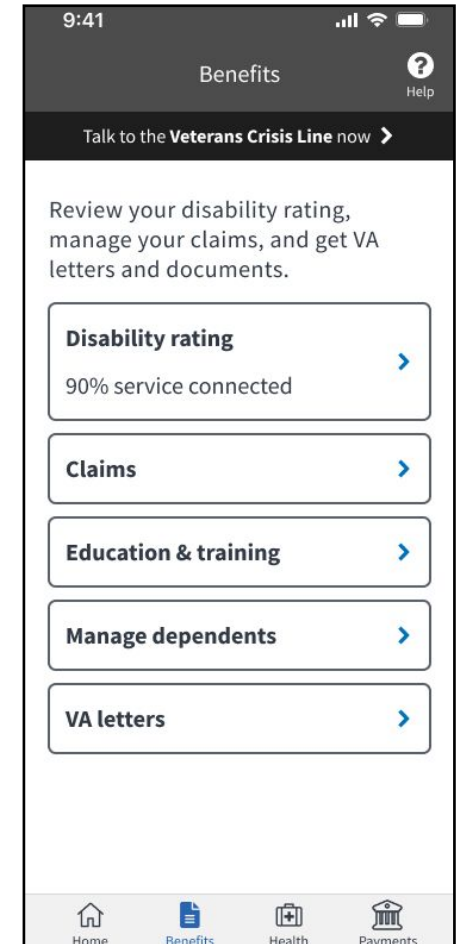 9:41
Benefits
Help
Talk to the Veterans Crisis Line now
Review your disability rating,
manage your claims, and get VA
letters and documents.
Disability rating
90% service connected
Claims
Education & training
Manage dependents
VA letters
Home Benefits Health Payments